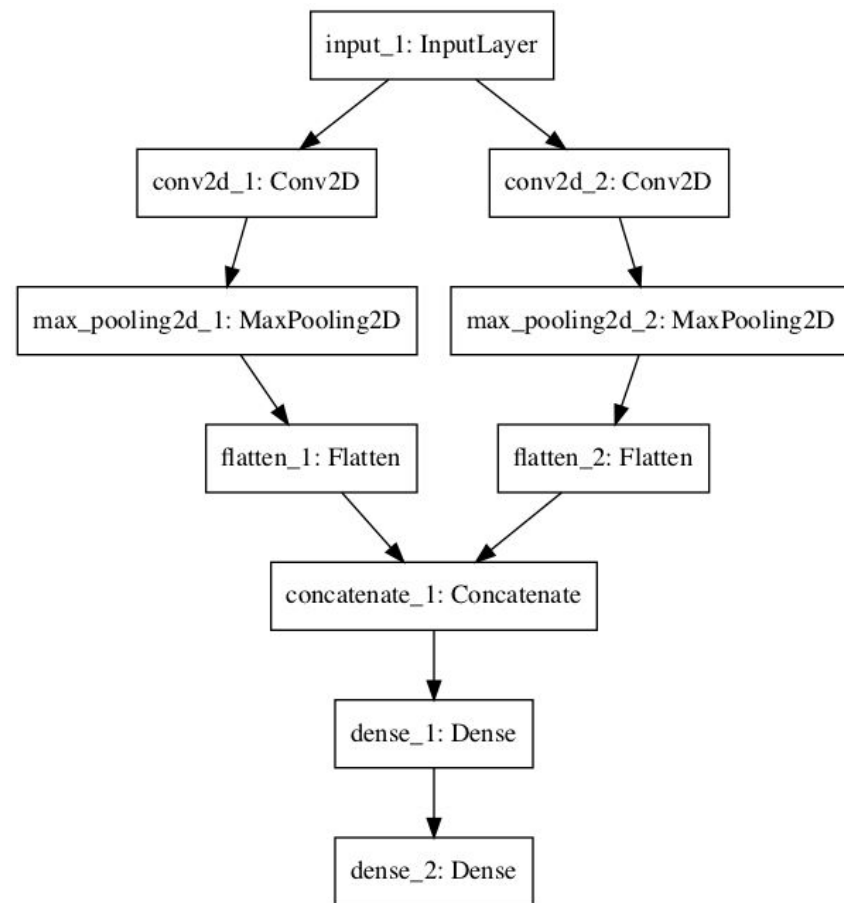 input_1: InputLayer
conv2d_1: Conv2D
conv2d_2: Conv2D
max_pooling2d_1: MaxPooling2D
max_pooling2d_2: MaxPooling2D
flatten_1: Flatten
flatten_2: Flatten
concatenate_1: Concatenate
dense_1: Dense
dense_2: Dense